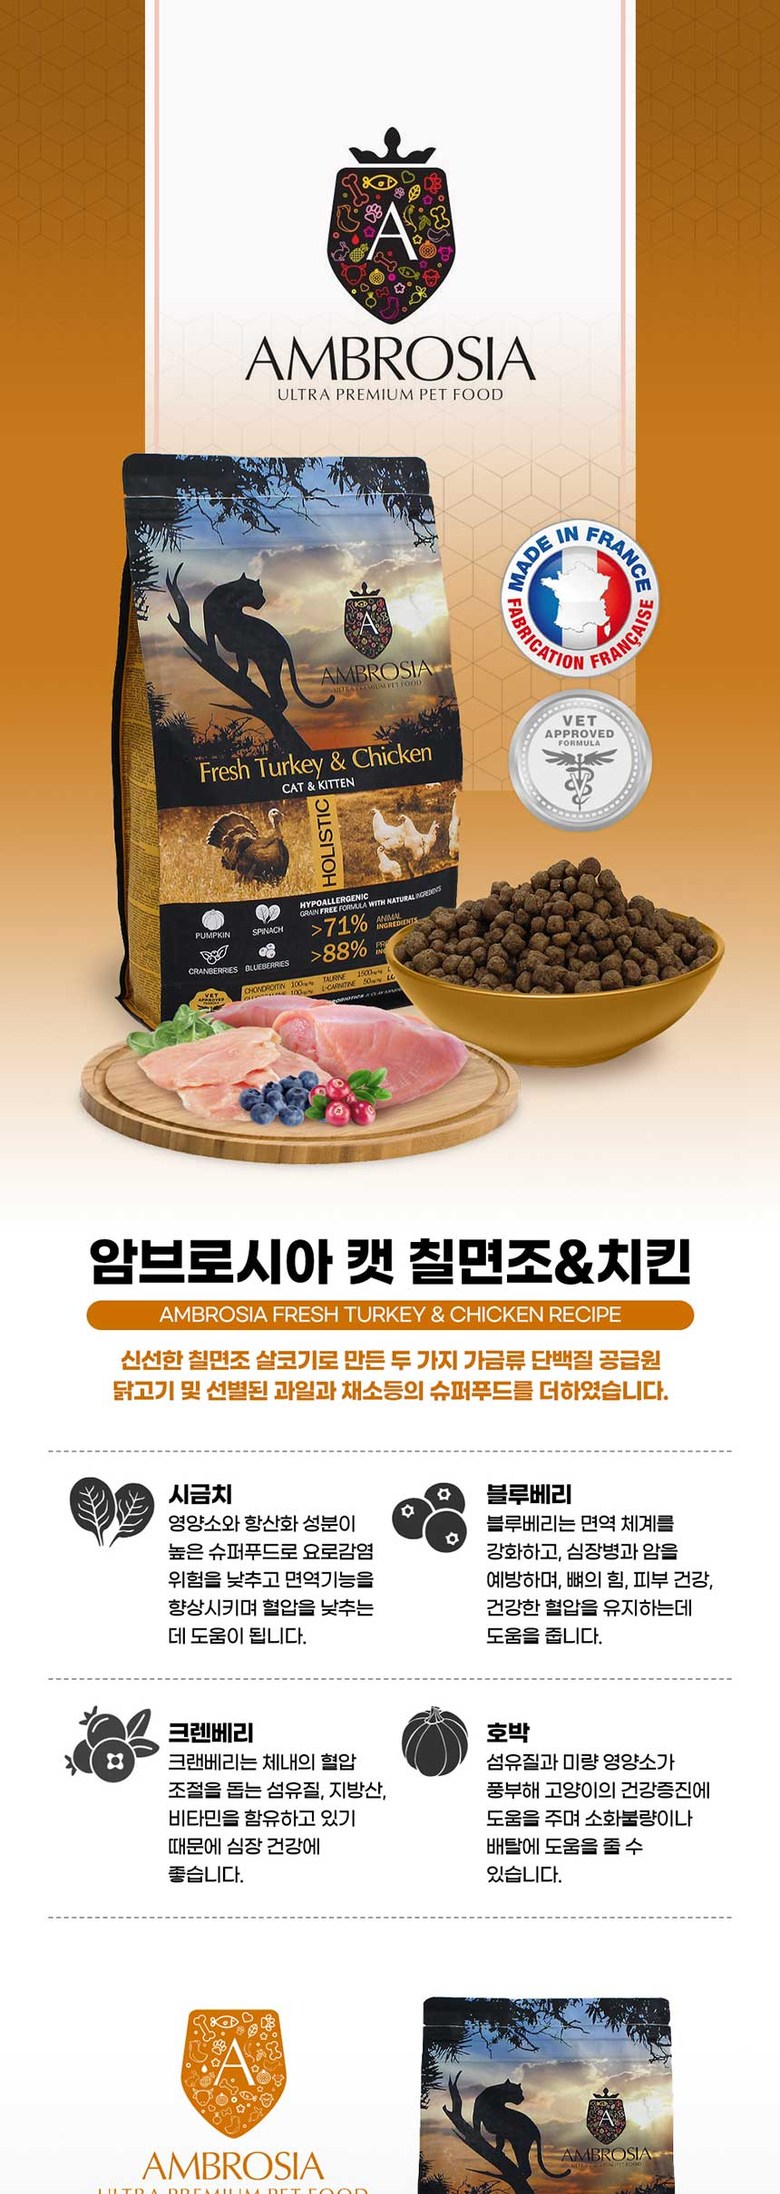 A
AMBROSIA
ULTRA PREMIUM PET FOOD
MADE IN FRANCE
FABRICATION FRANÇAISE
A
AMBROSIA
ULTRA PREMIUM PET FOOD
VET
APPROVED
FORMULA
Fresh Turkey & Chicken
CAT & KITTEN
HOLISTIC
HYPOALLERGENIC
GRAIN FREE FORMULA WITH NATURAL INGREDIENTS
PUMPKIN
SPINACH
>71% ANIMAL INGREDIENTS
CRANBERRIES
BLUEBERRIES
>88%
VET
APPROVED
CHONDROITIN
TAURINE
L-CARNITINE
암브로시아 캣 칠면조&치킨
AMBROSIA FRESH TURKEY & CHICKEN RECIPE
신선한 칠면조 살코기로 만든 두 가지 가금류 단백질 공급원
닭고기 및 선별된 과일과 채소등의 슈퍼푸드를 더하였습니다.
시금치
영양소와 항산화 성분이
높은 슈퍼푸드로 요로감염
위험을 낮추고 면역기능을
향상시키며 혈압을 낮추는
데 도움이 됩니다.
블루베리
블루베리는 면역 체계를
강화하고, 심장병과 암을
예방하며, 뼈의 힘, 피부 건강,
건강한 혈압을 유지하는데
도움을 줍니다.
크렌베리
크랜베리는 체내의 혈압
조절을 돕는 섬유질, 지방산,
비타민을 함유하고 있기
때문에 심장 건강에
좋습니다.
호박
섬유질과 미량 영양소가
풍부해 고양이의 건강증진에
도움을 주며 소화불량이나
배탈에 도움을 줄 수
있습니다.
A
AMBROSIA
ULTRA PREMIUM PET FOOD
A
AMBROSIA